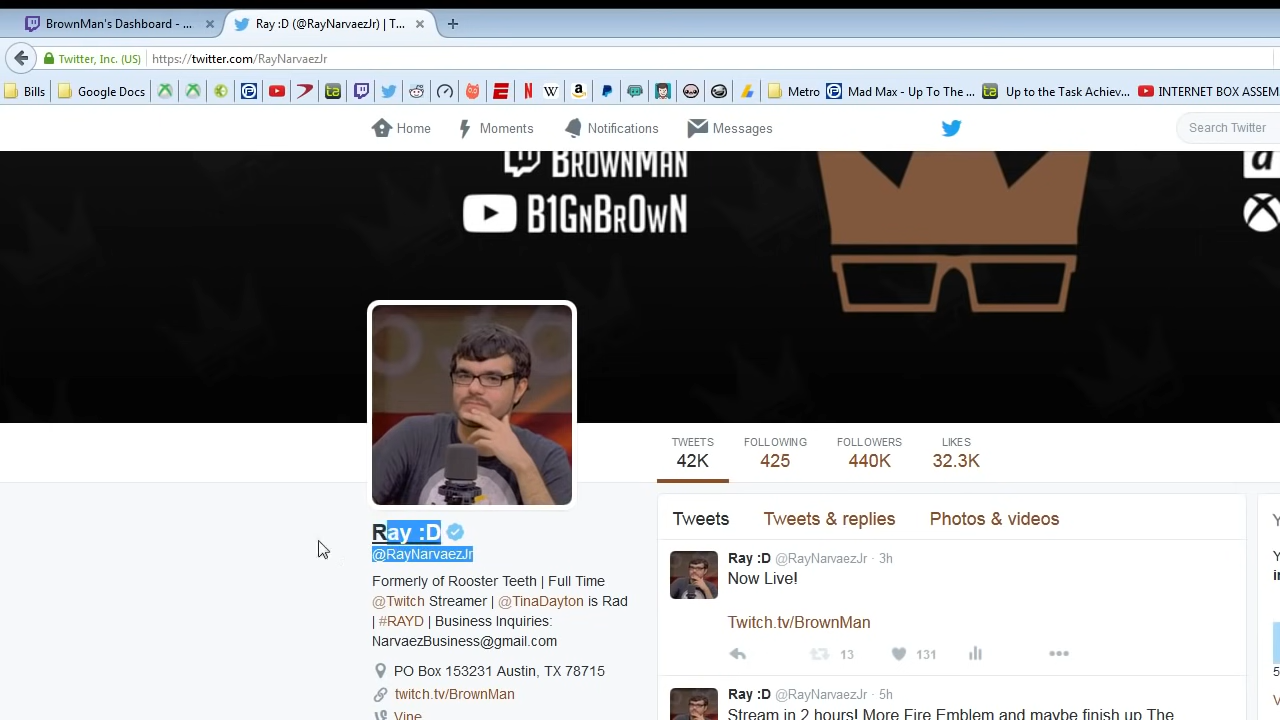 BrownMan's Dashboard - ...
Ray :D (@RayNarvaezJr) | T...
Twitter, Inc. (US)
https://twitter.com/RayNarvaezJr
Bills
Google Docs
Metro
Mad Max - Up To The ...
Up to the Task Achiev...
INTERNET BOX ASSEM
Home
Moments
Notifications
Messages
Search Twitter
BROWNMAN
B1GNBR0WN
TWEETS
42K
FOLLOWING
425
FOLLOWERS
440K
LIKES
32.3K
Ray :D
@RayNarvaezJr
Formerly of Rooster Teeth | Full Time
@Twitch Streamer | @TinaDayton is Rad
| #RAYD | Business Inquiries:
NarvaezBusiness@gmail.com
PO Box 153231 Austin, TX 78715
twitch.tv/BrownMan
Vine
Tweets
Tweets & replies
Photos & videos
Ray :D @RayNarvaezJr · 3h
Now Live!
Twitch.tv/BrownMan
13
131
Ray :D @RayNarvaezJr · 5h
Stream in 2 hours! More Fire Emblem and maybe finish up The